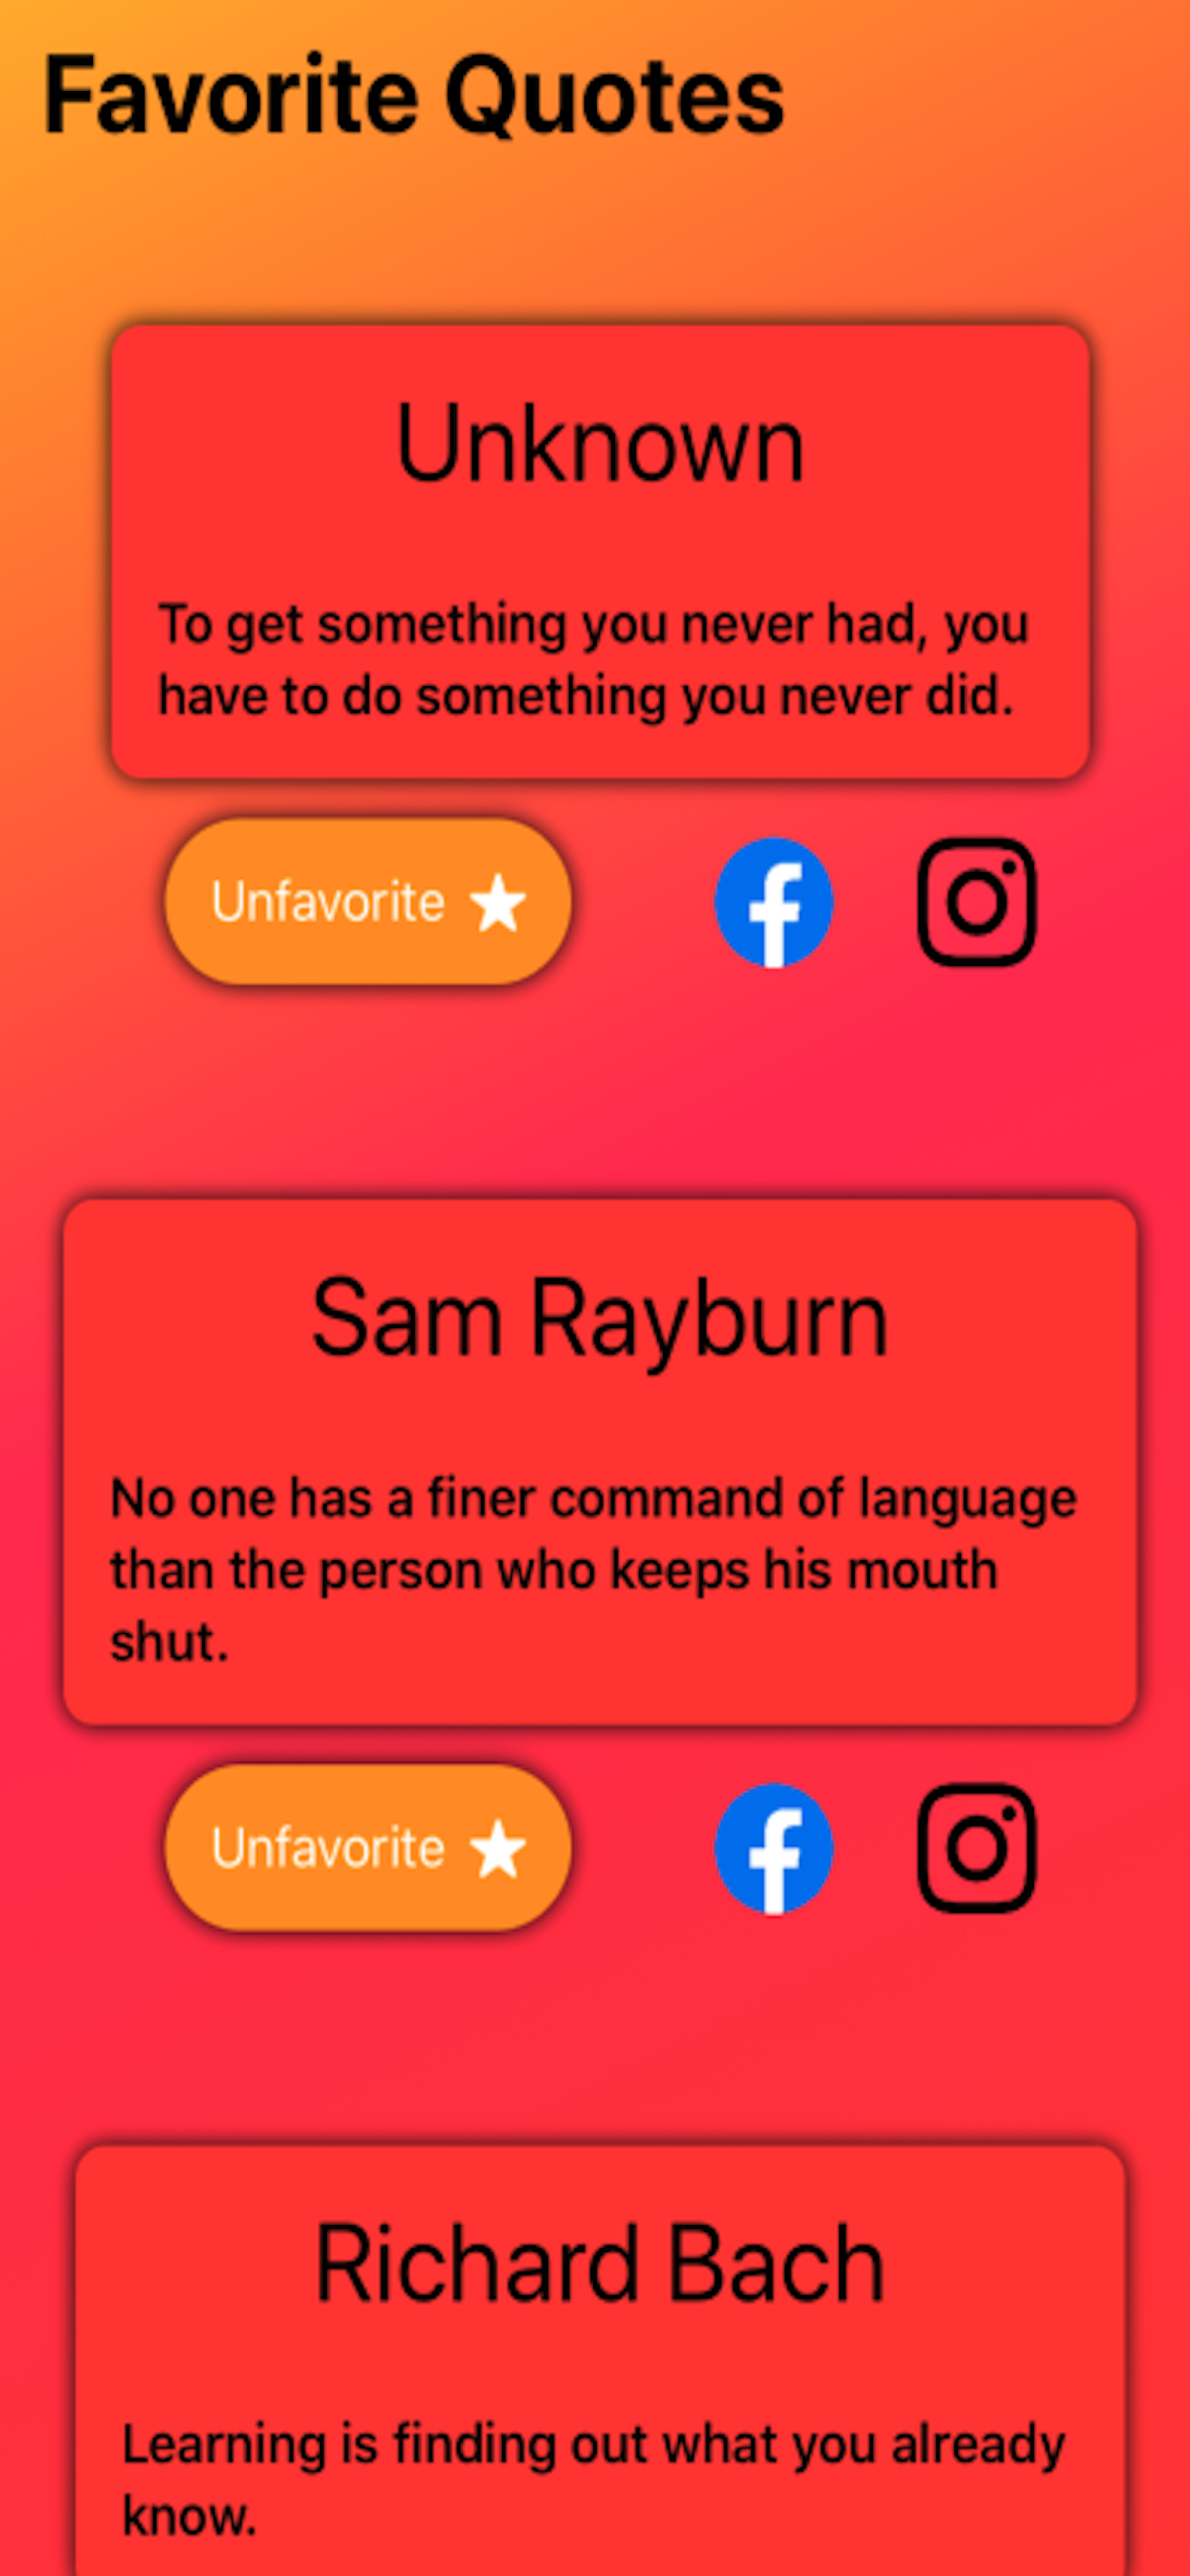 Favorite Quotes
Unknown
To get something you never had, you
have to do something you never did.
Unfavorite
Sam Rayburn
No one has a finer command of language
than the person who keeps his mouth
shut.
Unfavorite
Richard Bach
Learning is finding out what you already
know.